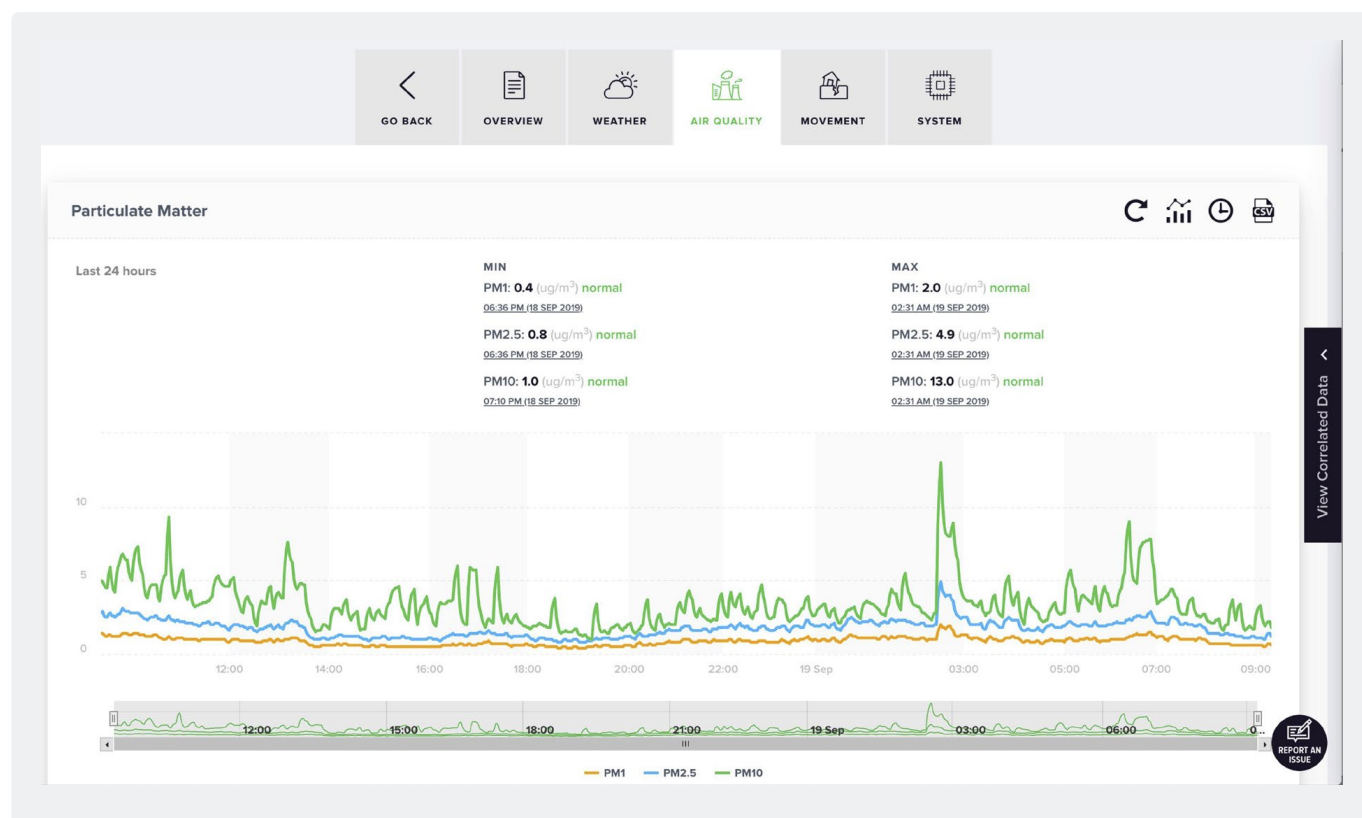 GO BACK
OVERVIEW
WEATHER
AIR QUALITY
MOVEMENT
SYSTEM
Particulate Matter
CSV
Last 24 hours
MIN
PM1: 0.4 (ug/m³) normal
06:36 PM (18 SEP 2019)
PM2.5: 0.8 (ug/m³) normal
06:36 PM (18 SEP 2019)
PM10: 1.0 (ug/m³) normal
07:10 PM (18 SEP 2019)
MAX
PM1: 2.0 (ug/m³) normal
02:31 AM (19 SEP 2019)
PM2.5: 4.9 (ug/m³) normal
02:31 AM (19 SEP 2019)
PM10: 13.0 (ug/m³) normal
02:31 AM (19 SEP 2019)
View Correlated Data
10
5
0
12:00 14:00 16:00 18:00 20:00 22:00 19 Sep 03:00 05:00 07:00 09:00
12:00 15:00 18:00 21:00 19 Sep 03:00 06:00 0...
PM1 PM2.5 PM10
REPORT AN
ISSUE